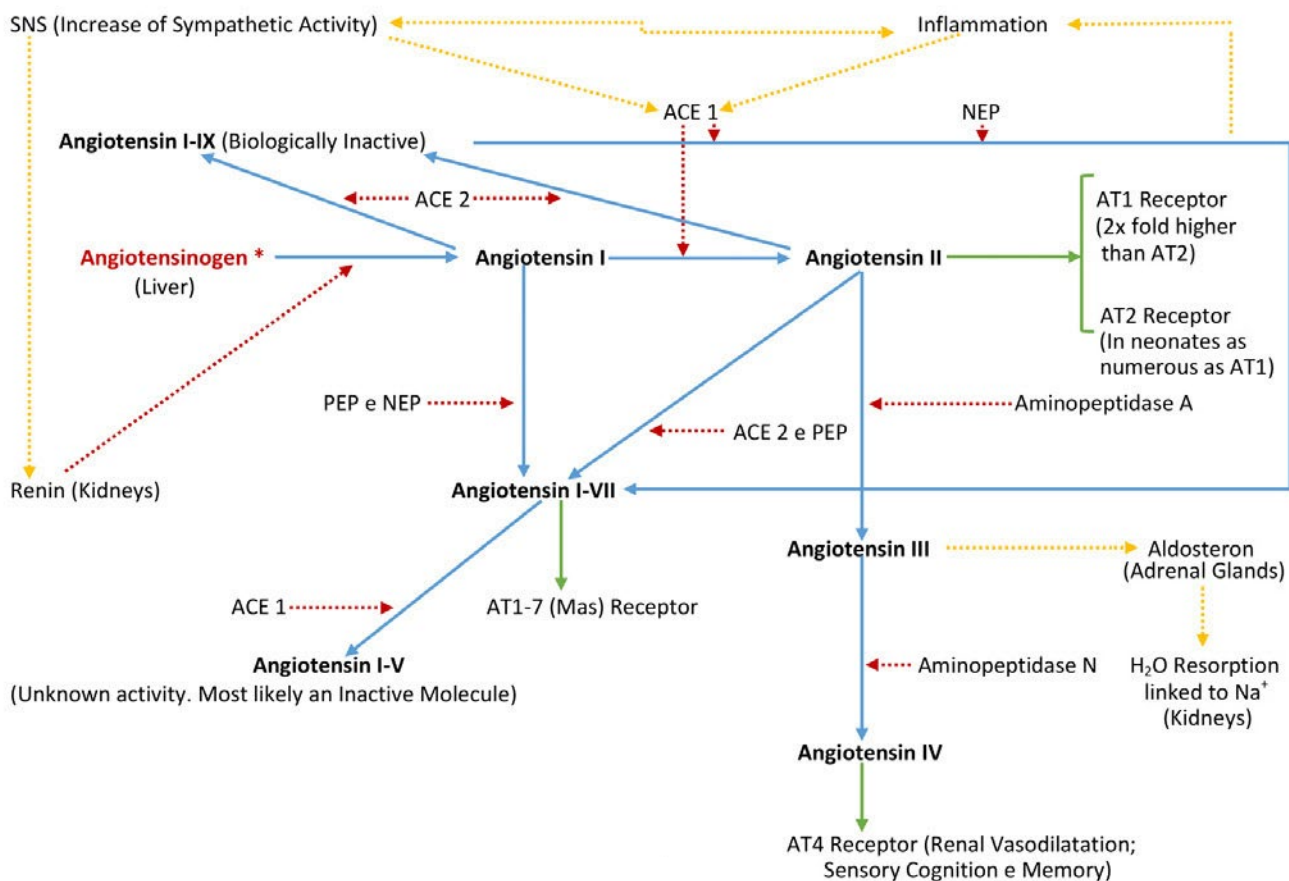 SNS (Increase of Sympathetic Activity)
Inflammation
ACE 1
NEP
Angiotensin I-IX (Biologically Inactive)
ACE 2
AT1 Receptor
(2x fold higher
than AT2)
Angiotensinogen *
(Liver)
Angiotensin I
Angiotensin II
AT2 Receptor
(In neonates as
numerous as AT1)
PEP e NEP
ACE 2 e PEP
Aminopeptidase A
Renin (Kidneys)
Angiotensin I-VII
Angiotensin III
Aldosteron
(Adrenal Glands)
ACE 1
AT1-7 (Mas) Receptor
Angiotensin I-V
(Unknown activity. Most likely an Inactive Molecule)
Aminopeptidase N
H₂O Resorption
linked to Na⁺
(Kidneys)
Angiotensin IV
AT4 Receptor (Renal Vasodilatation;
Sensory Cognition e Memory)